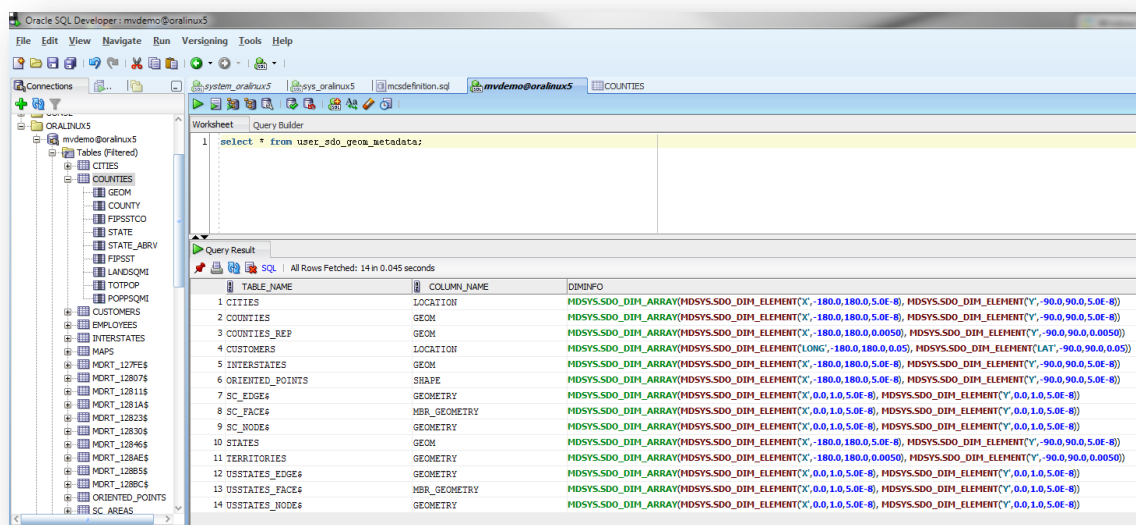 Oracle SQL Developer : mvdemo@oralinux5
File Edit View Navigate Run Versioning Tools Help
Connections
system_oralinux5 sys_oralinux5 mcsdefinition.sql mvdemo@oralinux5 COUNTIES
ORALINUX5
mvdemo@oralinux5
Tables (Filtered)
CITIES
COUNTIES
GEOM
COUNTY
FIPSSTCO
STATE
STATE_ABRV
FIPSST
LANDSQMI
TOTPOP
POPPSQMI
CUSTOMERS
EMPLOYEES
INTERSTATES
MAPS
MDRT_127FE$
MDRT_12807$
MDRT_12811$
MDRT_1281A$
MDRT_12823$
MDRT_12830$
MDRT_12846$
MDRT_128AE$
MDRT_128B5$
MDRT_128BC$
ORIENTED_POINTS
SC_AREAS
Worksheet Query Builder
1 select * from user_sdo_geom_metadata;
Query Result
SQL | All Rows Fetched: 14 in 0.045 seconds
TABLE_NAME COLUMN_NAME DIMINFO
1 CITIES LOCATION MDSYS.SDO_DIM_ARRAY(MDSYS.SDO_DIM_ELEMENT('X',-180.0,180.0,5.0E-8), MDSYS.SDO_DIM_ELEMENT('Y',-90.0,90.0,5.0E-8))
2 COUNTIES GEOM MDSYS.SDO_DIM_ARRAY(MDSYS.SDO_DIM_ELEMENT('X',-180.0,180.0,5.0E-8), MDSYS.SDO_DIM_ELEMENT('Y',-90.0,90.0,5.0E-8))
3 COUNTIES_REP GEOM MDSYS.SDO_DIM_ARRAY(MDSYS.SDO_DIM_ELEMENT('X',-180.0,180.0,0.0050), MDSYS.SDO_DIM_ELEMENT('Y',-90.0,90.0,0.0050))
4 CUSTOMERS LOCATION MDSYS.SDO_DIM_ARRAY(MDSYS.SDO_DIM_ELEMENT('LONG',-180.0,180.0,0.05), MDSYS.SDO_DIM_ELEMENT('LAT',-90.0,90.0,0.05))
5 INTERSTATES GEOM MDSYS.SDO_DIM_ARRAY(MDSYS.SDO_DIM_ELEMENT('X',-180.0,180.0,5.0E-8), MDSYS.SDO_DIM_ELEMENT('Y',-90.0,90.0,5.0E-8))
6 ORIENTED_POINTS SHAPE MDSYS.SDO_DIM_ARRAY(MDSYS.SDO_DIM_ELEMENT('X',-180.0,180.0,5.0E-8), MDSYS.SDO_DIM_ELEMENT('Y',-90.0,90.0,5.0E-8))
7 SC_EDGE$ GEOMETRY MDSYS.SDO_DIM_ARRAY(MDSYS.SDO_DIM_ELEMENT('X',0.0,1.0,5.0E-8), MDSYS.SDO_DIM_ELEMENT('Y',0.0,1.0,5.0E-8))
8 SC_FACE$ MBR_GEOMETRY MDSYS.SDO_DIM_ARRAY(MDSYS.SDO_DIM_ELEMENT('X',0.0,1.0,5.0E-8), MDSYS.SDO_DIM_ELEMENT('Y',0.0,1.0,5.0E-8))
9 SC_NODE$ GEOMETRY MDSYS.SDO_DIM_ARRAY(MDSYS.SDO_DIM_ELEMENT('X',0.0,1.0,5.0E-8), MDSYS.SDO_DIM_ELEMENT('Y',0.0,1.0,5.0E-8))
10 STATES GEOM MDSYS.SDO_DIM_ARRAY(MDSYS.SDO_DIM_ELEMENT('X',-180.0,180.0,5.0E-8), MDSYS.SDO_DIM_ELEMENT('Y',-90.0,90.0,5.0E-8))
11 TERRITORIES GEOM MDSYS.SDO_DIM_ARRAY(MDSYS.SDO_DIM_ELEMENT('X',-180.0,180.0,0.0050), MDSYS.SDO_DIM_ELEMENT('Y',-90.0,90.0,0.0050))
12 USSTATES_EDGE$ GEOMETRY MDSYS.SDO_DIM_ARRAY(MDSYS.SDO_DIM_ELEMENT('X',0.0,1.0,5.0E-8), MDSYS.SDO_DIM_ELEMENT('Y',0.0,1.0,5.0E-8))
13 USSTATES_FACE$ MBR_GEOMETRY MDSYS.SDO_DIM_ARRAY(MDSYS.SDO_DIM_ELEMENT('X',0.0,1.0,5.0E-8), MDSYS.SDO_DIM_ELEMENT('Y',0.0,1.0,5.0E-8))
14 USSTATES_NODE$ GEOMETRY MDSYS.SDO_DIM_ARRAY(MDSYS.SDO_DIM_ELEMENT('X',0.0,1.0,5.0E-8), MDSYS.SDO_DIM_ELEMENT('Y',0.0,1.0,5.0E-8))